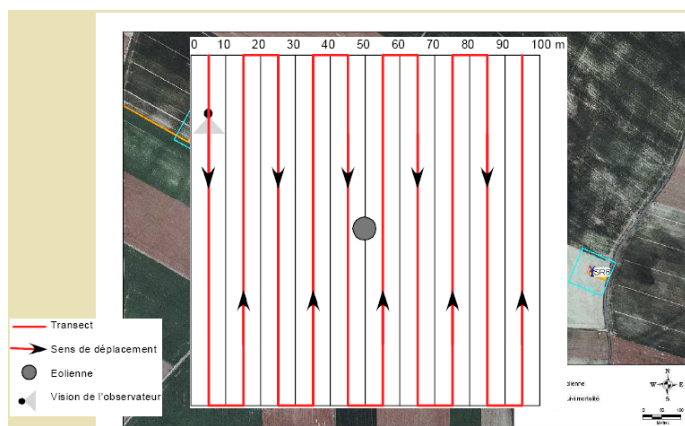 0 10 20 30 40 50 60 70 80 90 100 m
SR6
Transect
Sens de déplacement
Eolienne
Vision de l'observateur
olienne
N
W E
S